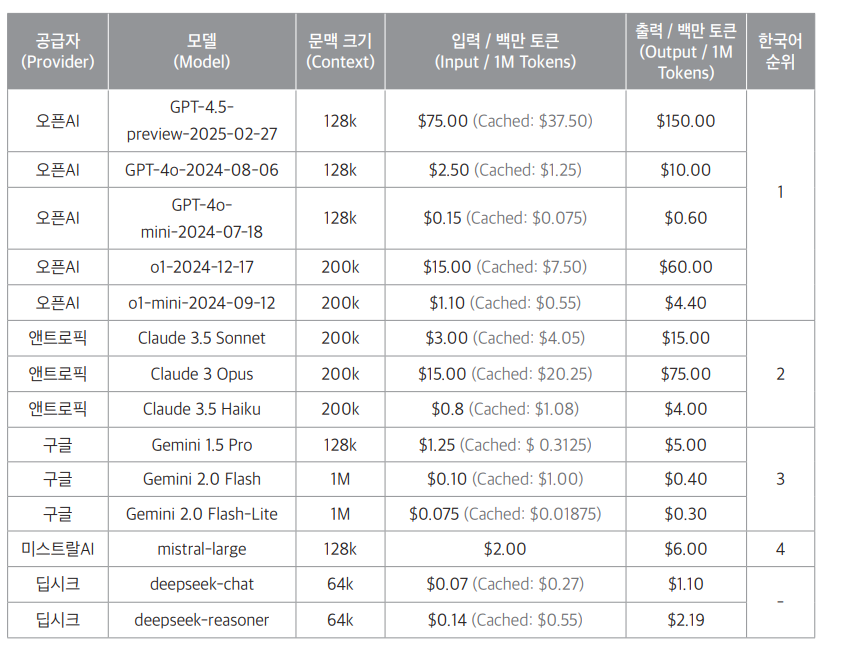 공급자
(Provider)
모델
(Model)
문맥 크기
(Context)
입력 / 백만 토큰
(Input / 1M Tokens)
출력 / 백만 토큰
(Output / 1M
Tokens)
한국어
순위
오픈AI
GPT-4.5-
preview-2025-02-27
128k
$75.00 (Cached: $37.50)
$150.00
1
오픈AI
GPT-4o-2024-08-06
128k
$2.50 (Cached: $1.25)
$10.00
오픈AI
GPT-4o-
mini-2024-07-18
128k
$0.15 (Cached: $0.075)
$0.60
오픈AI
o1-2024-12-17
200k
$15.00 (Cached: $7.50)
$60.00
오픈AI
o1-mini-2024-09-12
200k
$1.10 (Cached: $0.55)
$4.40
앤트로픽
Claude 3.5 Sonnet
200k
$3.00 (Cached: $4.05)
$15.00
2
앤트로픽
Claude 3 Opus
200k
$15.00 (Cached: $20.25)
$75.00
앤트로픽
Claude 3.5 Haiku
200k
$0.8 (Cached: $1.08)
$4.00
구글
Gemini 1.5 Pro
128k
$1.25 (Cached: $ 0.3125)
$5.00
3
구글
Gemini 2.0 Flash
1M
$0.10 (Cached: $1.00)
$0.40
구글
Gemini 2.0 Flash-Lite
1M
$0.075 (Cached: $0.01875)
$0.30
미스트랄AI
mistral-large
128k
$2.00
$6.00
4
딥시크
deepseek-chat
64k
$0.07 (Cached: $0.27)
$1.10
-
딥시크
deepseek-reasoner
64k
$0.14 (Cached: $0.55)
$2.19